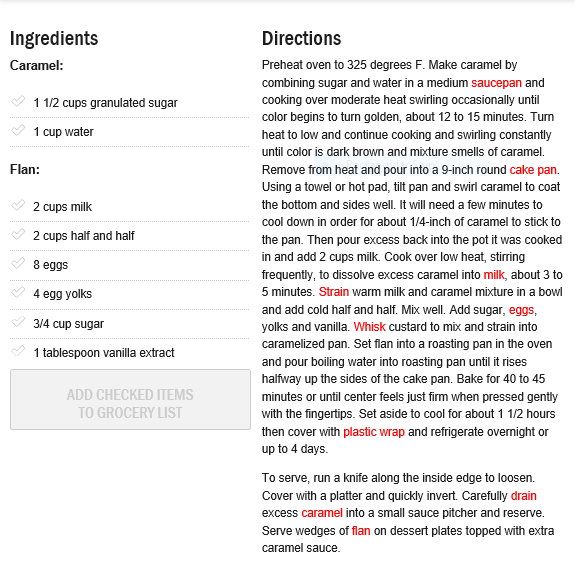 Ingredients
Caramel:
1 1/2 cups granulated sugar
1 cup water
Flan:
2 cups milk
2 cups half and half
8 eggs
4 egg yolks
3/4 cup sugar
1 tablespoon vanilla extract
ADD CHECKED ITEMS
TO GROCERY LIST
Directions
Preheat oven to 325 degrees F. Make caramel by
combining sugar and water in a medium saucepan and
cooking over moderate heat swirling occasionally until
color begins to turn golden, about 12 to 15 minutes. Turn
heat to low and continue cooking and swirling constantly
until color is dark brown and mixture smells of caramel.
Remove from heat and pour into a 9-inch round cake pan.
Using a towel or hot pad, tilt pan and swirl caramel to coat
the bottom and sides well. It will need a few minutes to
cool down in order for about 1/4-inch of caramel to stick to
the pan. Then pour excess back into the pot it was cooked
in and add 2 cups milk. Cook over low heat, stirring
frequently, to dissolve excess caramel into milk, about 3 to
5 minutes. Strain warm milk and caramel mixture in a bowl
and add cold half and half. Mix well. Add sugar, eggs,
yolks and vanilla. Whisk custard to mix and strain into
caramelized pan. Set flan into a roasting pan in the oven
and pour boiling water into roasting pan until it rises
halfway up the sides of the cake pan. Bake for 40 to 45
minutes or until center feels just firm when pressed gently
with the fingertips. Set aside to cool for about 1 1/2 hours
then cover with plastic wrap and refrigerate overnight or
up to 4 days.
To serve, run a knife along the inside edge to loosen.
Cover with a platter and quickly invert. Carefully drain
excess caramel into a small sauce pitcher and reserve.
Serve wedges of flan on dessert plates topped with extra
caramel sauce.